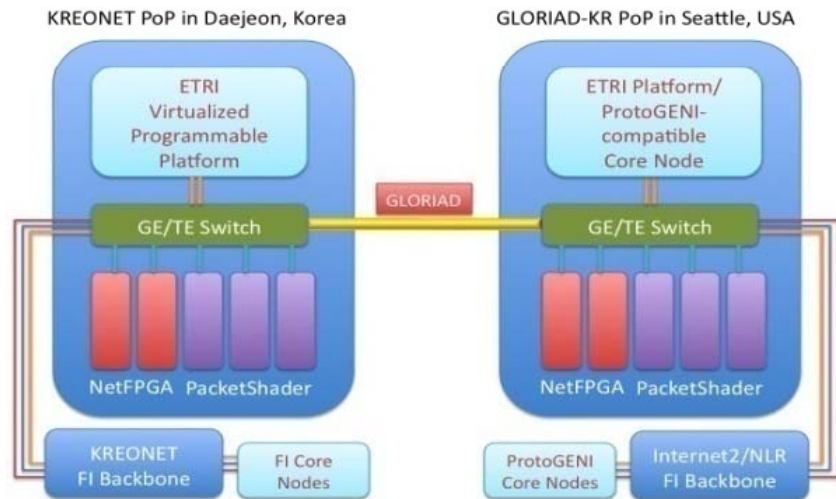 KREONET PoP in Daejeon, Korea
GLORIAD-KR PoP in Seattle, USA
ETRI
Virtualized
Programmable
Platform
ETRI Platform/
ProtoGENI-
compatible
Core Node
GLORIAD
GE/TE Switch
GE/TE Switch
NetFPGA
PacketShader
NetFPGA
PacketShader
KREONET
FI Backbone
FI Core
Nodes
ProtoGENI
Core Nodes
Internet2/NLR
FI Backbone